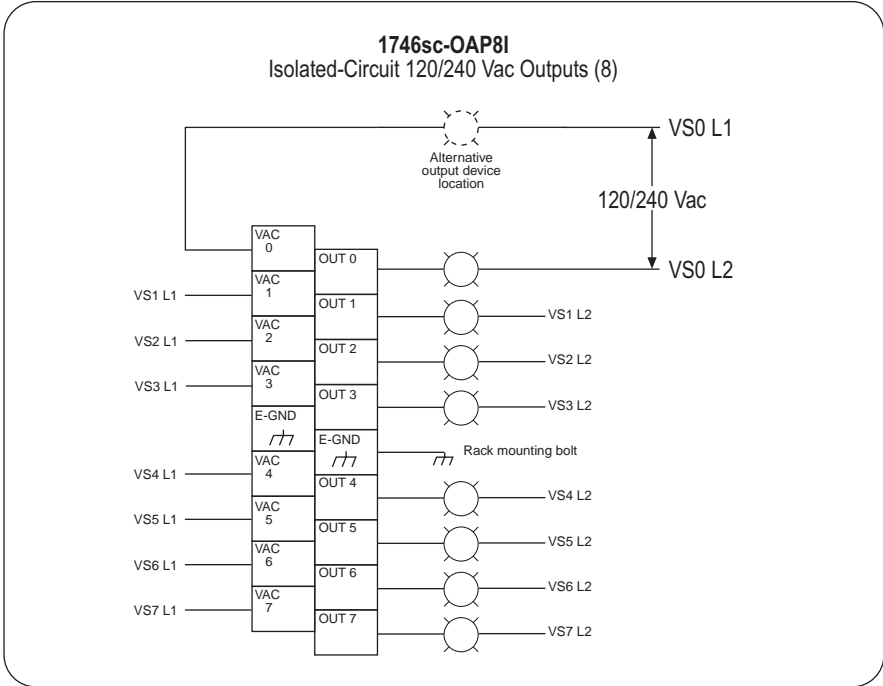 1746sc-OAP8I
Isolated-Circuit 120/240 Vac Outputs (8)
VS0 L1
Alternative
output device
location
120/240 Vac
VAC
0
OUT 0
VS0 L2
VS1 L1
VAC
1
OUT 1
VS1 L2
VS2 L1
VAC
2
OUT 2
VS2 L2
VS3 L1
VAC
3
OUT 3
VS3 L2
E-GND
E-GND
Rack mounting bolt
VS4 L1
VAC
4
OUT 4
VS4 L2
VS5 L1
VAC
5
OUT 5
VS5 L2
VS6 L1
VAC
6
OUT 6
VS6 L2
VS7 L1
VAC
7
OUT 7
VS7 L2